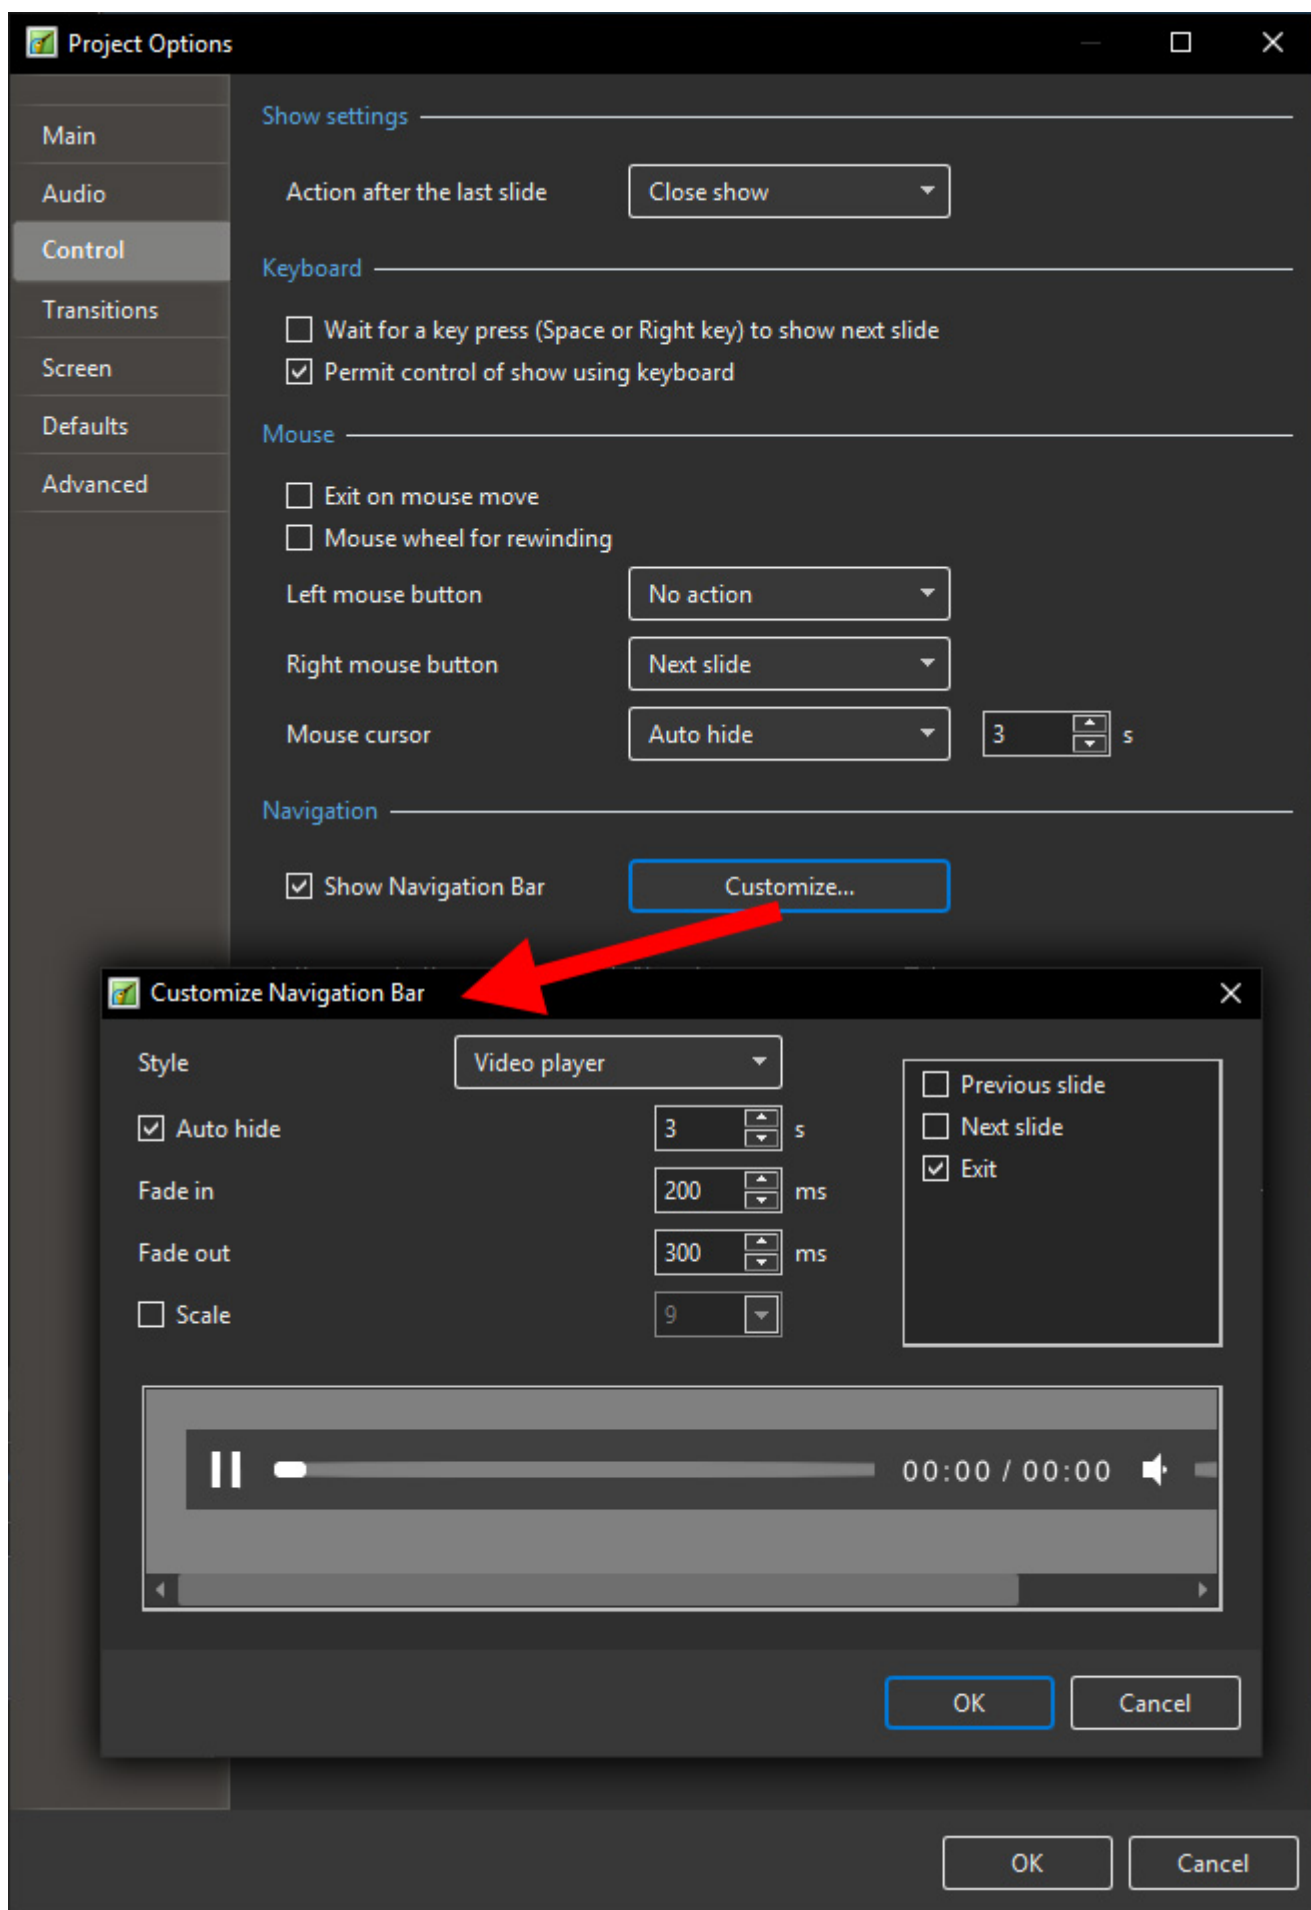 Project Options
Main
Audio
Control
Transitions
Screen
Defaults
Advanced
Show settings
Action after the last slide Close show
Keyboard
Wait for a key press (Space or Right key) to show next slide
Permit control of show using keyboard
Mouse
Exit on mouse move
Mouse wheel for rewinding
Left mouse button No action
Right mouse button Next slide
Mouse cursor Auto hide 3 s
Navigation
Show Navigation Bar Customize...
Customize Navigation Bar
Style Video player
Auto hide 3 s
Fade in 200 ms
Fade out 300 ms
Scale 9
Previous slide
Next slide
Exit
00:00 / 00:00
OK Cancel
OK Cancel